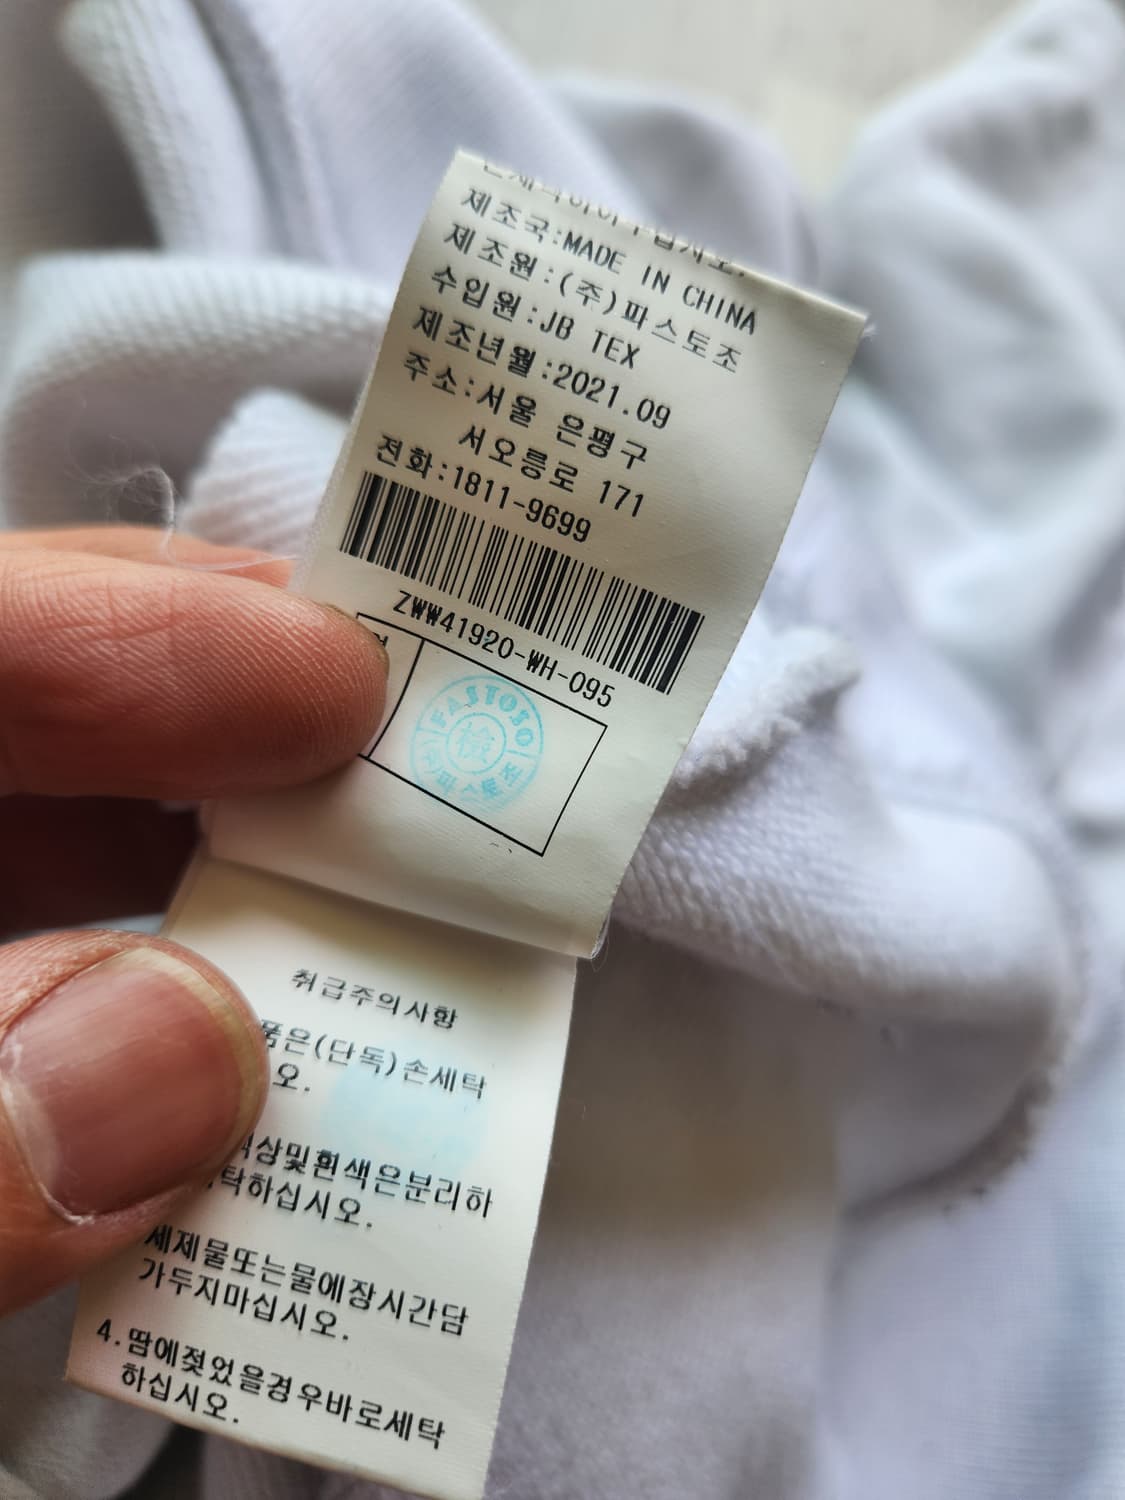 제조국:MADE IN CHINA
제조원:(주)파스토조
수입원:JB TEX
제조년월:2021.09
주소:서울 은평구
서오릉로 171
전화:1811-9699
ZWW41920-WH-095
FASTOSO
檢
(주)파스토조
취급주의사항
품은(단독)손세탁
오.
상및흰색은분리하
탁하십시오.
세제물또는물에장시간담
가두지마십시오.
4.땀에젖었을경우바로세탁
하십시오.